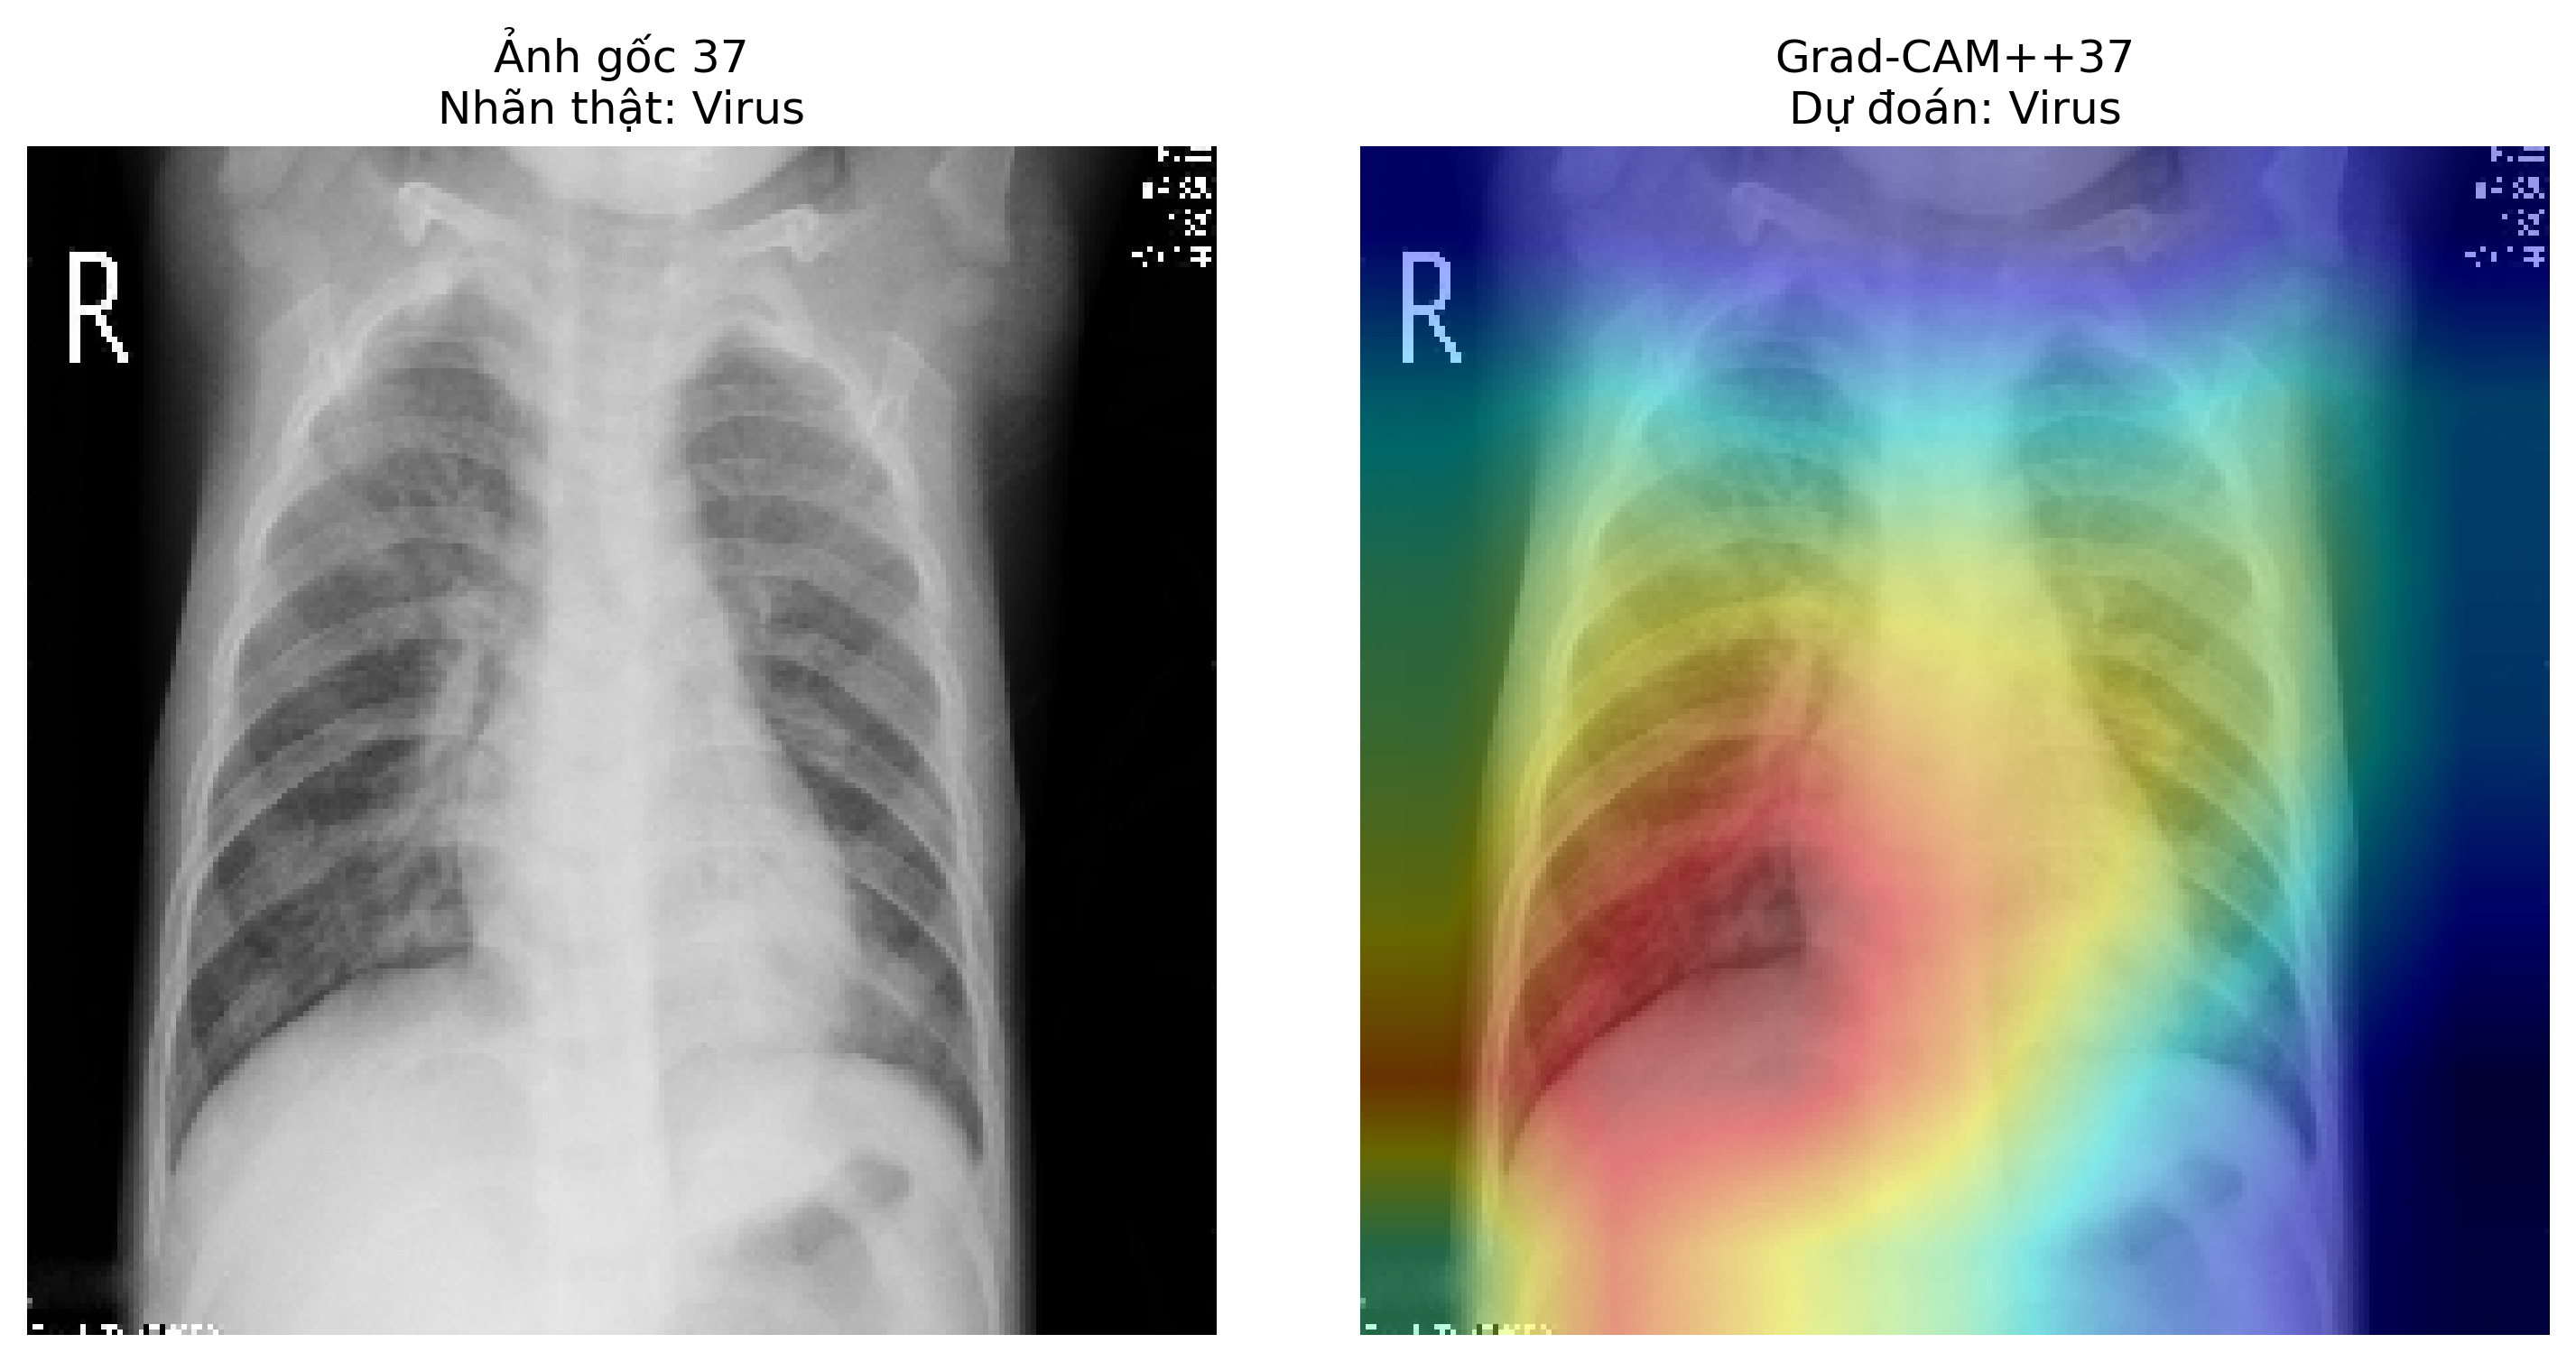 Ảnh gốc 37
Nhãn thật: Virus
Grad-CAM++37
Dự đoán: Virus
R
R